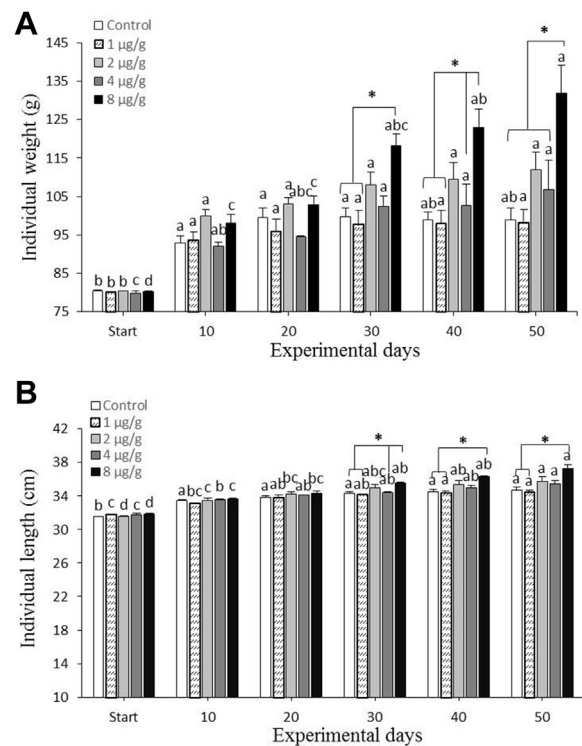 A
Individual weight (g)
145
135
125
115
105
95
85
75
Control
1 µg/g
2 µg/g
4 µg/g
8 µg/g
b b b c d
a a a ab c
a a a abc c
a a a a abc *
ab a a a ab *
ab a a a a *
Start 10 20 30 40 50
Experimental days
B
Individual length (cm)
42
38
34
30
26
22
18
14
10
Control
1 µg/g
2 µg/g
4 µg/g
8 µg/g
b c d c d
a bc c b c
a ab bc ab bc
a ab abc ab ab *
a a ab ab ab *
a a a a a *
Start 10 20 30 40 50
Experimental days